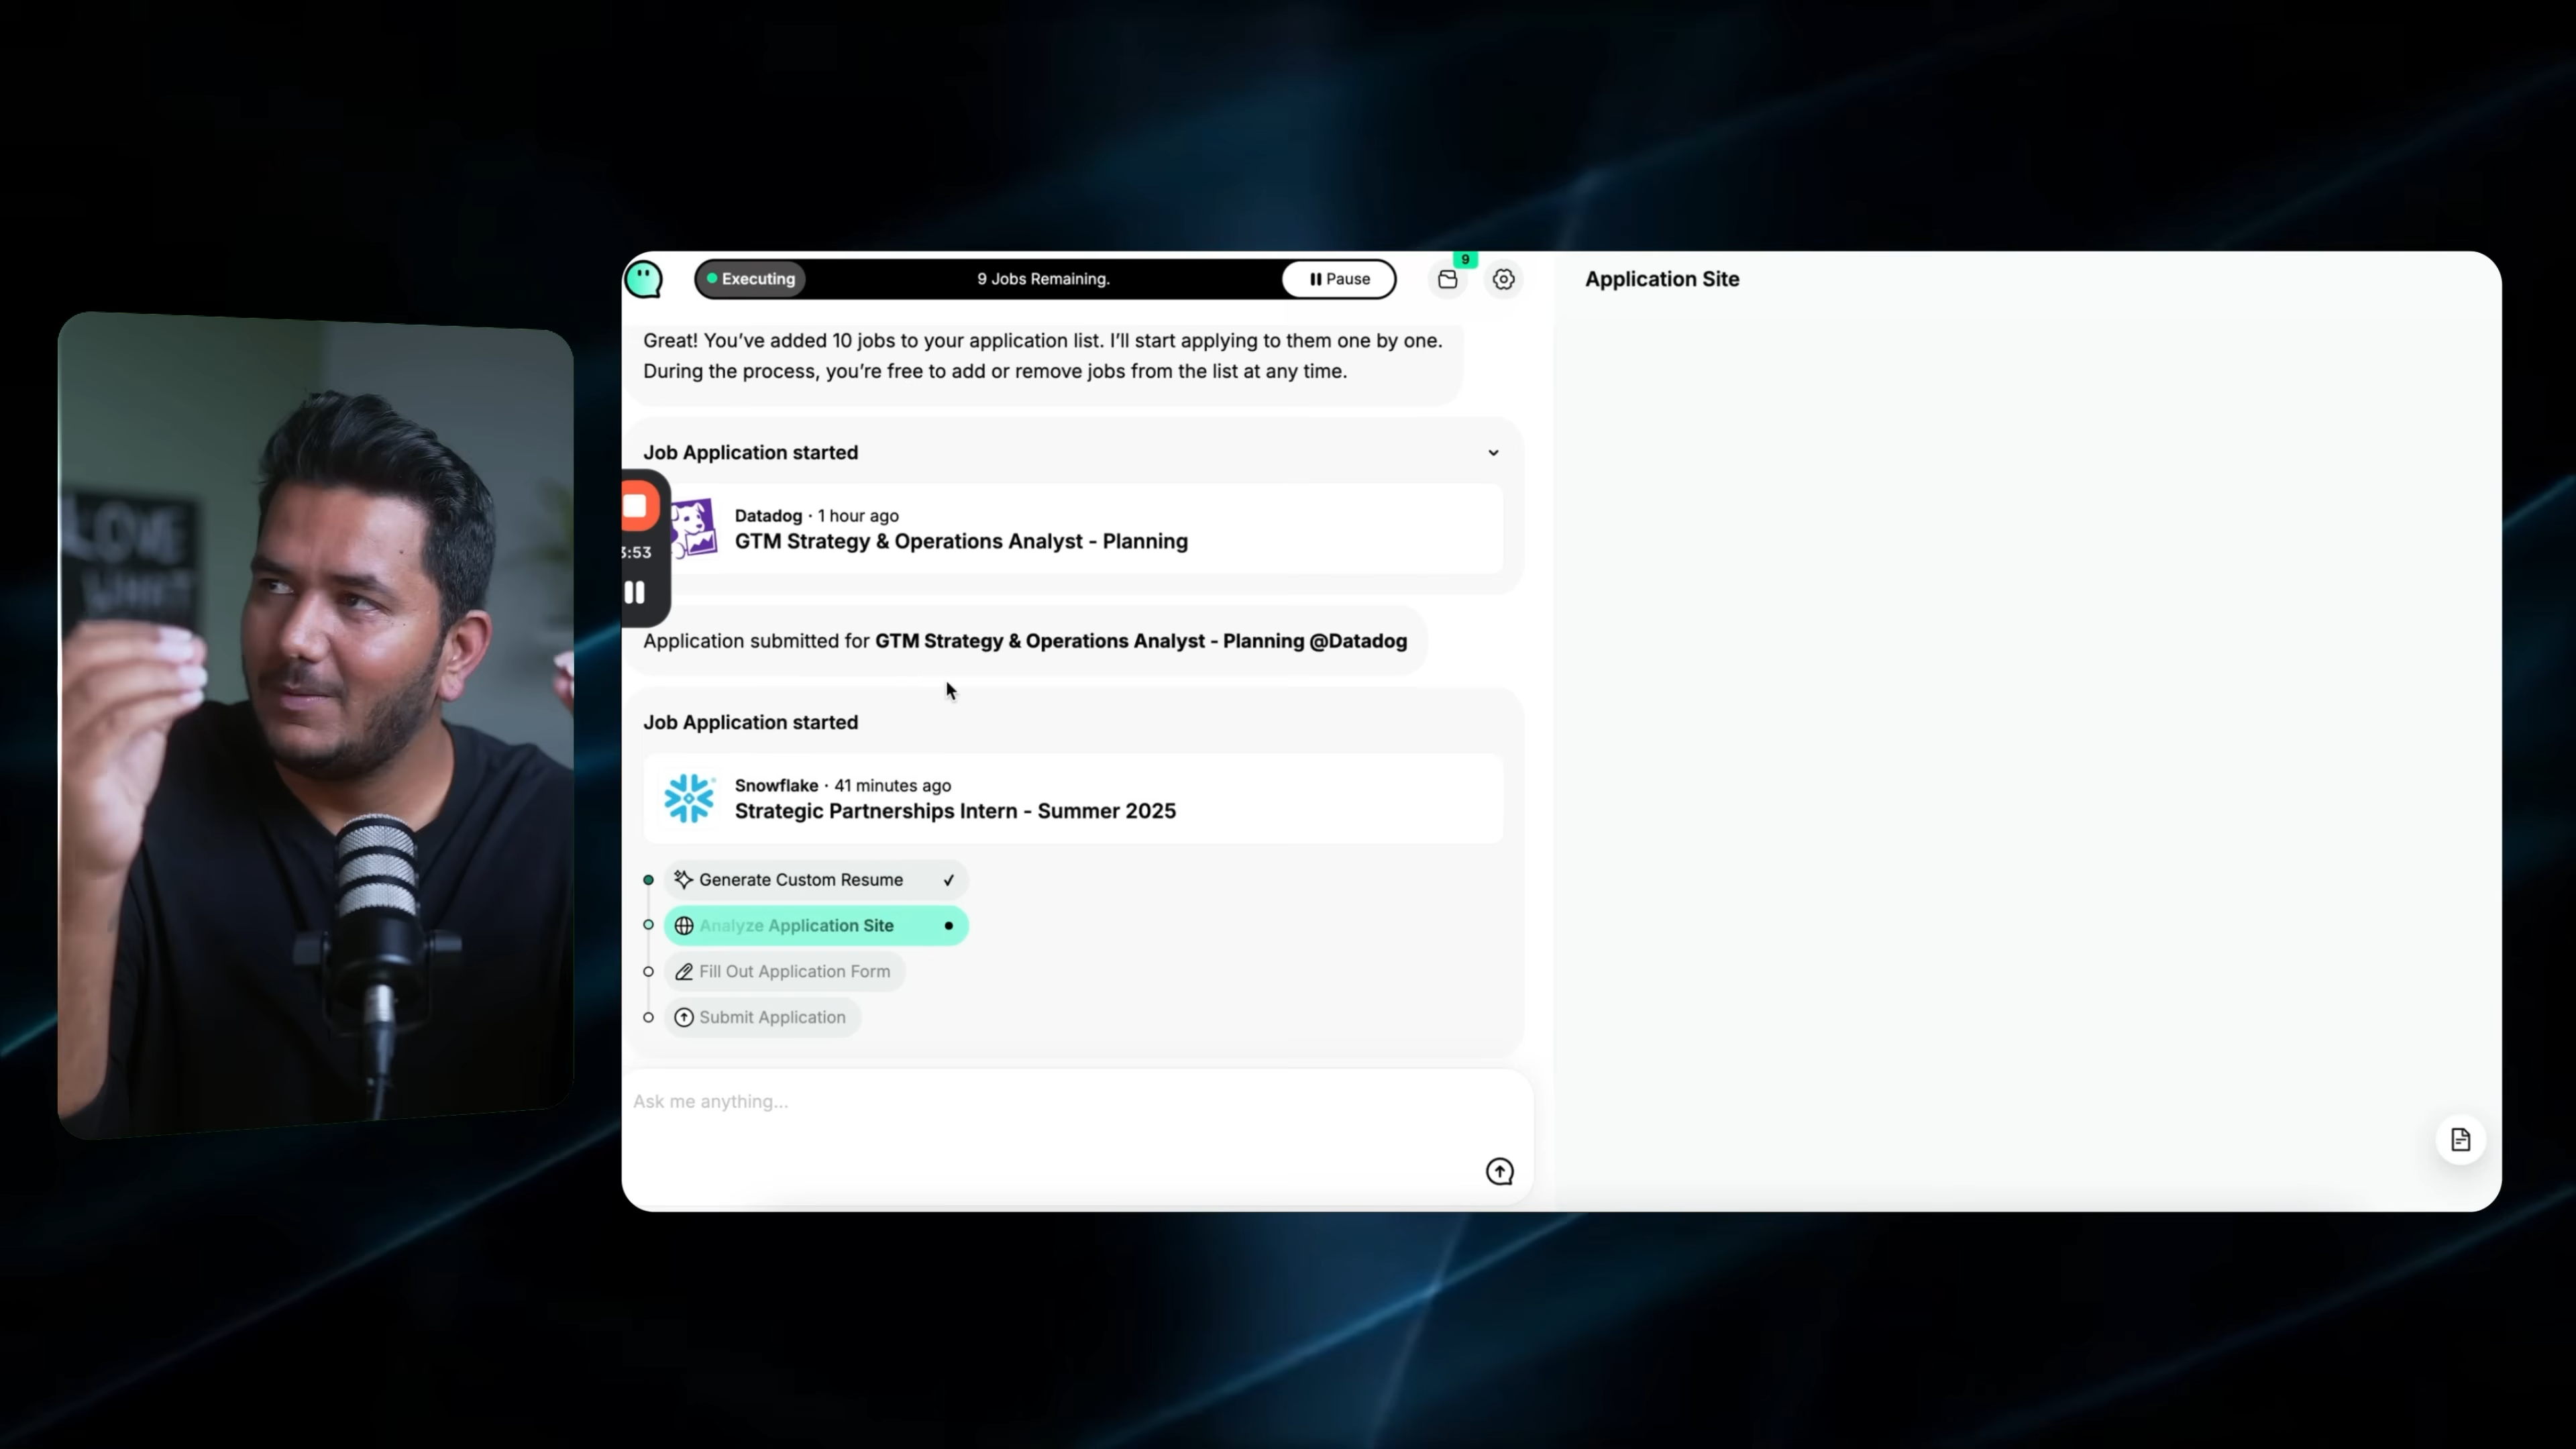 LOVE
Executing
9 Jobs Remaining.
Pause
9
Application Site
Great! You’ve added 10 jobs to your application list. I’ll start applying to them one by one.
During the process, you’re free to add or remove jobs from the list at any time.
Job Application started
Datadog · 1 hour ago
GTM Strategy & Operations Analyst - Planning
3:53
Application submitted for GTM Strategy & Operations Analyst - Planning @Datadog
Job Application started
Snowflake · 41 minutes ago
Strategic Partnerships Intern - Summer 2025
Generate Custom Resume
Analyze Application Site
Fill Out Application Form
Submit Application
Ask me anything...